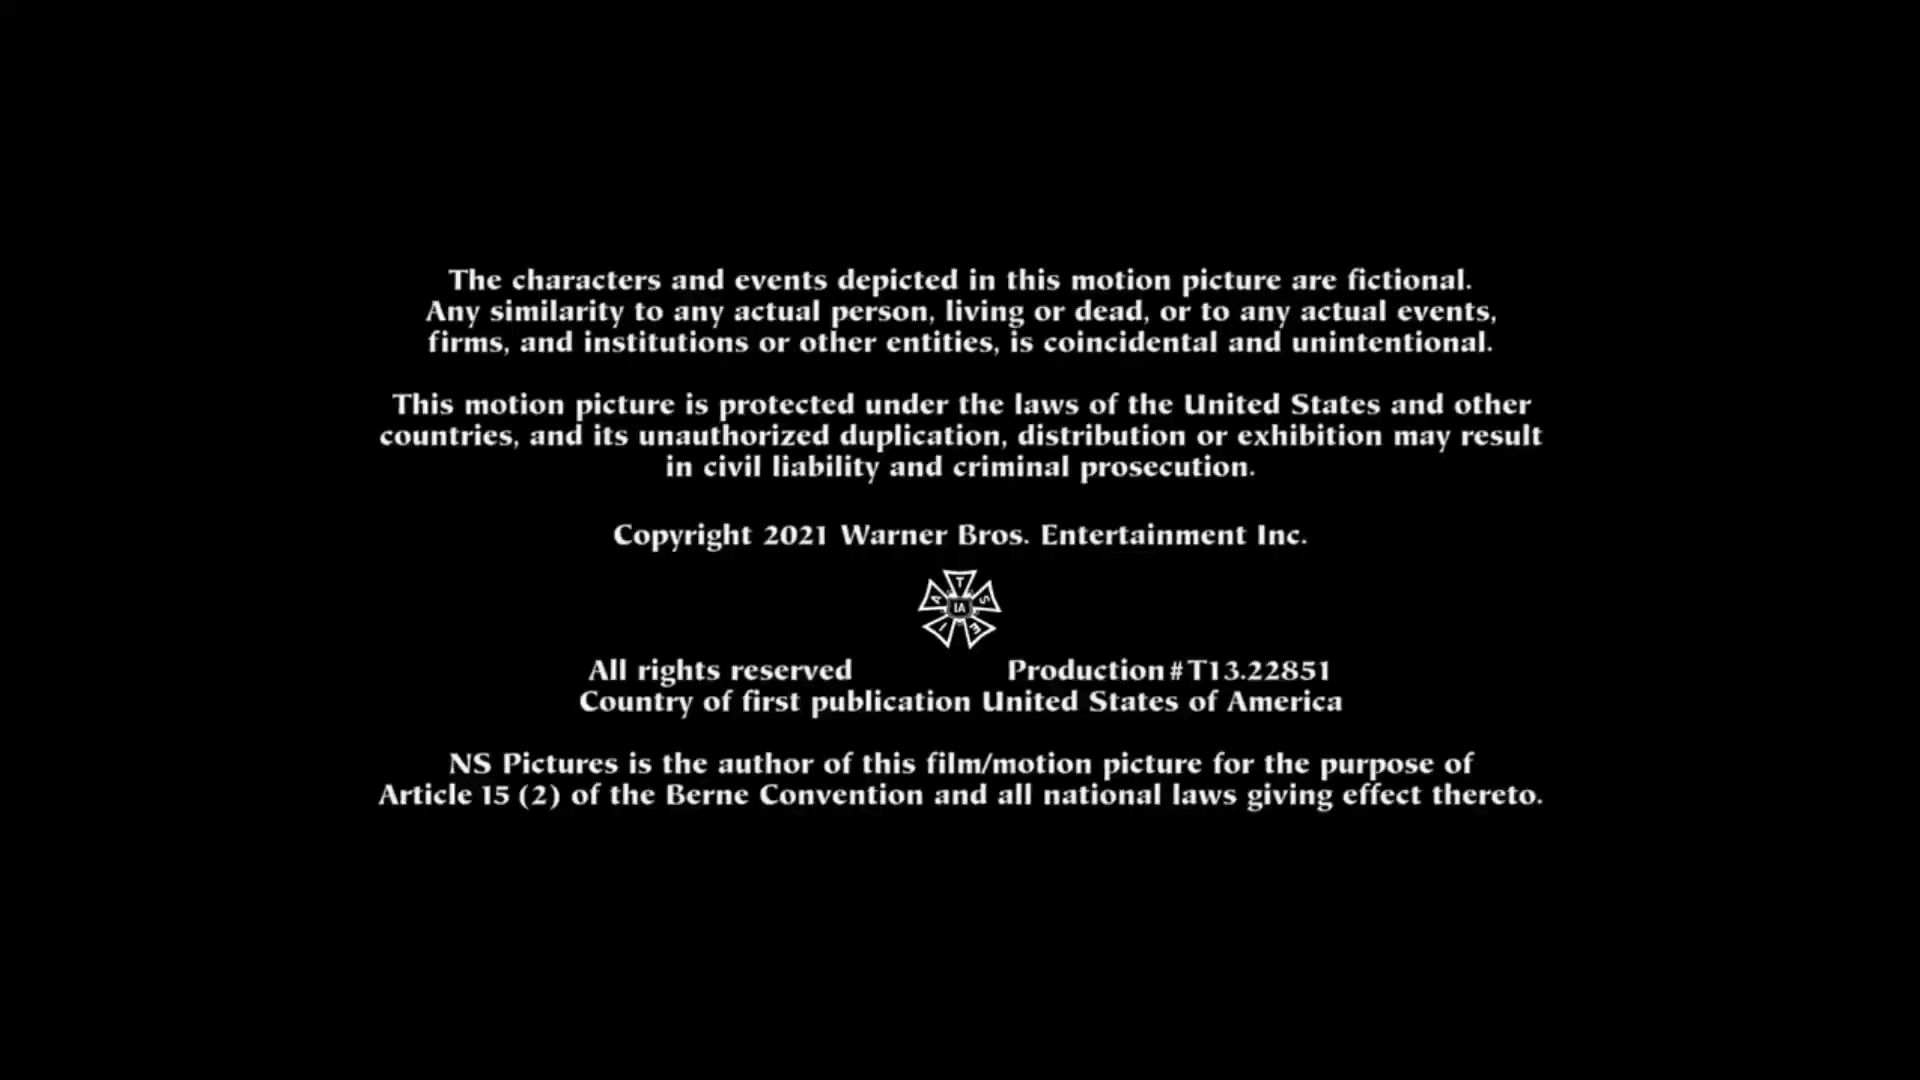 The characters and events depicted in this motion picture are fictional.
Any similarity to any actual person, living or dead, or to any actual events,
firms, and institutions or other entities, is coincidental and unintentional.
This motion picture is protected under the laws of the United States and other
countries, and its unauthorized duplication, distribution or exhibition may result
in civil liability and criminal prosecution.
Copyright 2021 Warner Bros. Entertainment Inc.
I A T S E
IA
All rights reserved Production #T13.22851
Country of first publication United States of America
NS Pictures is the author of this film/motion picture for the purpose of
Article 15 (2) of the Berne Convention and all national laws giving effect thereto.